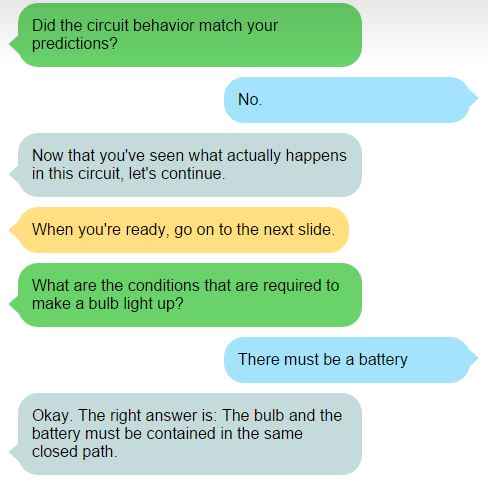 Did the circuit behavior match your
predictions?
No.
Now that you've seen what actually happens
in this circuit, let's continue.
When you're ready, go on to the next slide.
What are the conditions that are required to
make a bulb light up?
There must be a battery
Okay. The right answer is: The bulb and the
battery must be contained in the same
closed path.